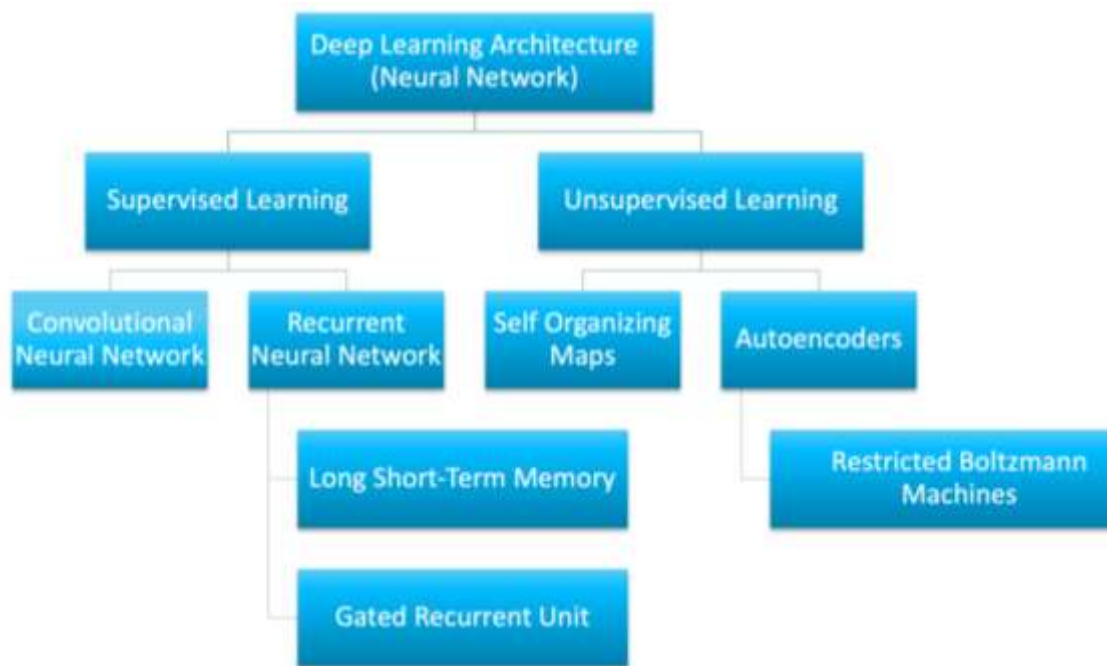 Deep Learning Architecture
(Neural Network)
Supervised Learning
Unsupervised Learning
Convolutional
Neural Network
Recurrent
Neural Network
Self Organizing
Maps
Autoencoders
Long Short-Term Memory
Restricted Boltzmann
Machines
Gated Recurrent Unit